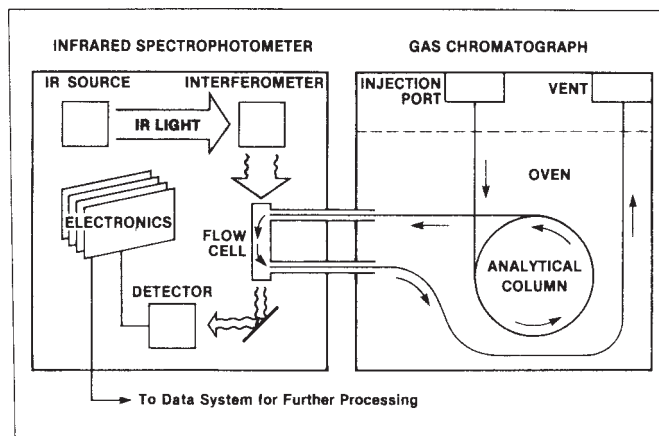 INFRARED SPECTROPHOTOMETER
GAS CHROMATOGRAPH
IR SOURCE
INTERFEROMETER
IR LIGHT
INJECTION
PORT
VENT
OVEN
ELECTRONICS
FLOW
CELL
ANALYTICAL
COLUMN
DETECTOR
To Data System for Further Processing